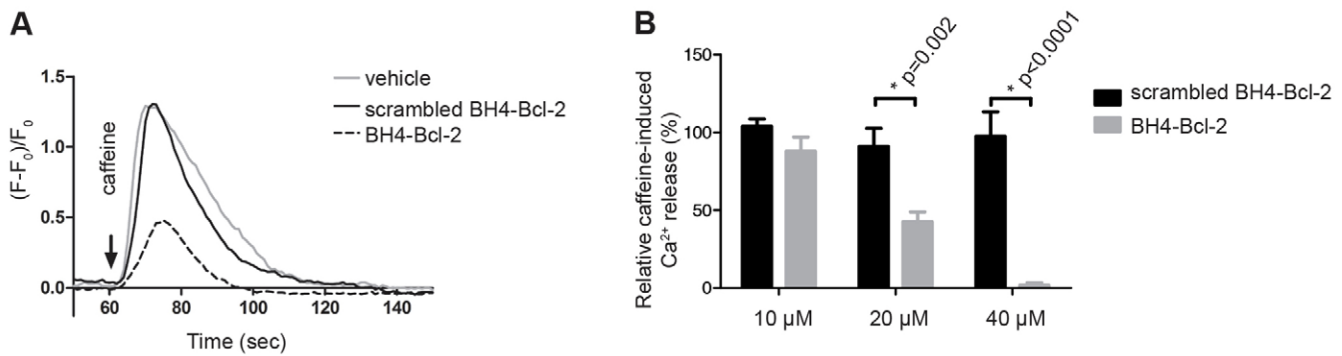 A
1.5
1.0
0.5
0.0
(F-F₀)/F₀
caffeine
60 80 100 120 140
Time (sec)
vehicle
scrambled BH4-Bcl-2
BH4-Bcl-2
B
150
100
50
0
Relative caffeine-induced
Ca²⁺ release (%)
* p=0.002
* p<0.0001
10 µM 20 µM 40 µM
scrambled BH4-Bcl-2
BH4-Bcl-2